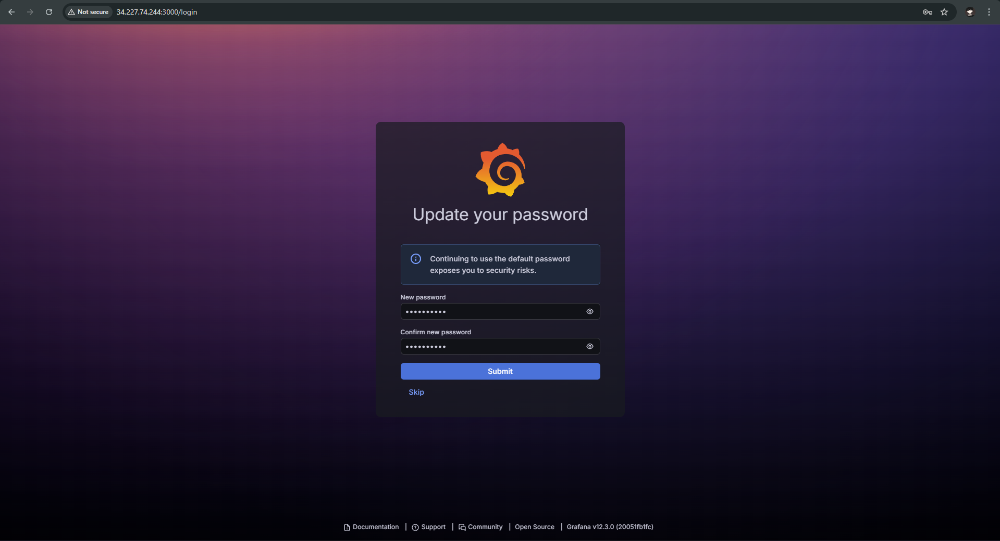 Not secure 34.227.74.244:3000/login
Update your password
Continuing to use the default password
exposes you to security risks.
New password
••••••••••
Confirm new password
••••••••••
Submit
Skip
Documentation | Support | Community | Open Source | Grafana v12.3.0 (20051fb1fc)